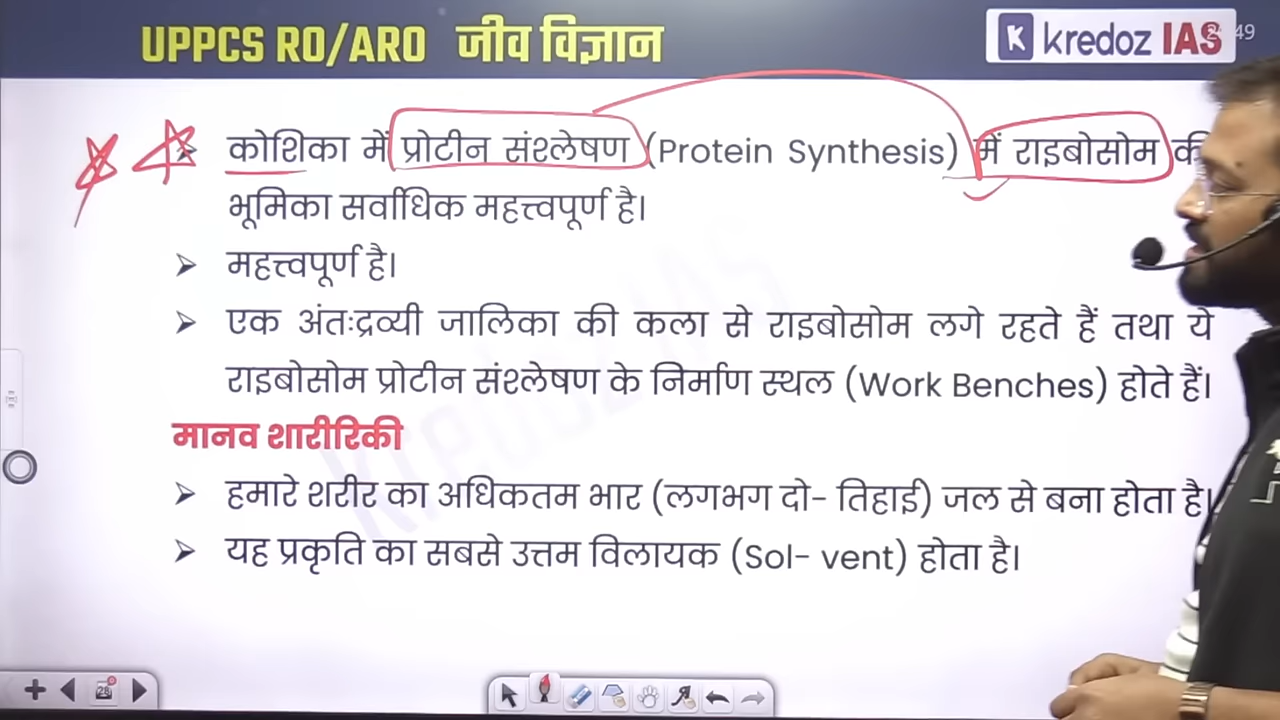 UPPCS RO/ARO जीव विज्ञान
kredoz IAS
कोशिका में प्रोटीन संश्लेषण (Protein Synthesis) में राइबोसोम की
भूमिका सर्वाधिक महत्त्वपूर्ण है।
➢ महत्त्वपूर्ण है।
➢ एक अंतःद्रव्यी जालिका की कला से राइबोसोम लगे रहते हैं तथा ये
राइबोसोम प्रोटीन संश्लेषण के निर्माण स्थल (Work Benches) होते हैं।
मानव शारीरिकी
➢ हमारे शरीर का अधिकतम भार (लगभग दो- तिहाई) जल से बना होता है।
➢ यह प्रकृति का सबसे उत्तम विलायक (Sol- vent) होता है।
28